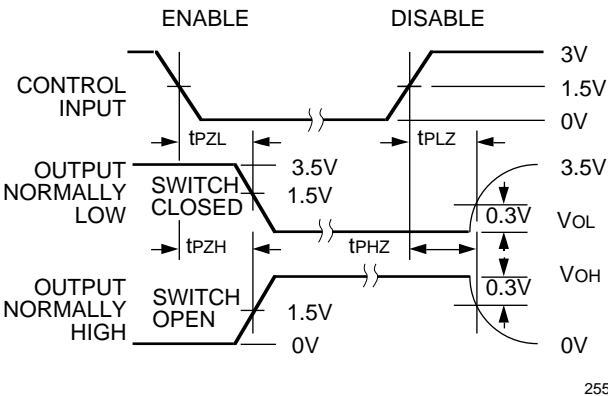 ENABLE DISABLE
3V
CONTROL
INPUT
1.5V
0V
tPZL tPLZ
OUTPUT
NORMALLY
LOW
SWITCH
CLOSED
3.5V
1.5V
3.5V
0.3V
VOL
tPZH tPHZ
VOH
0.3V
OUTPUT
NORMALLY
HIGH
SWITCH
OPEN
1.5V
0V
0V
255